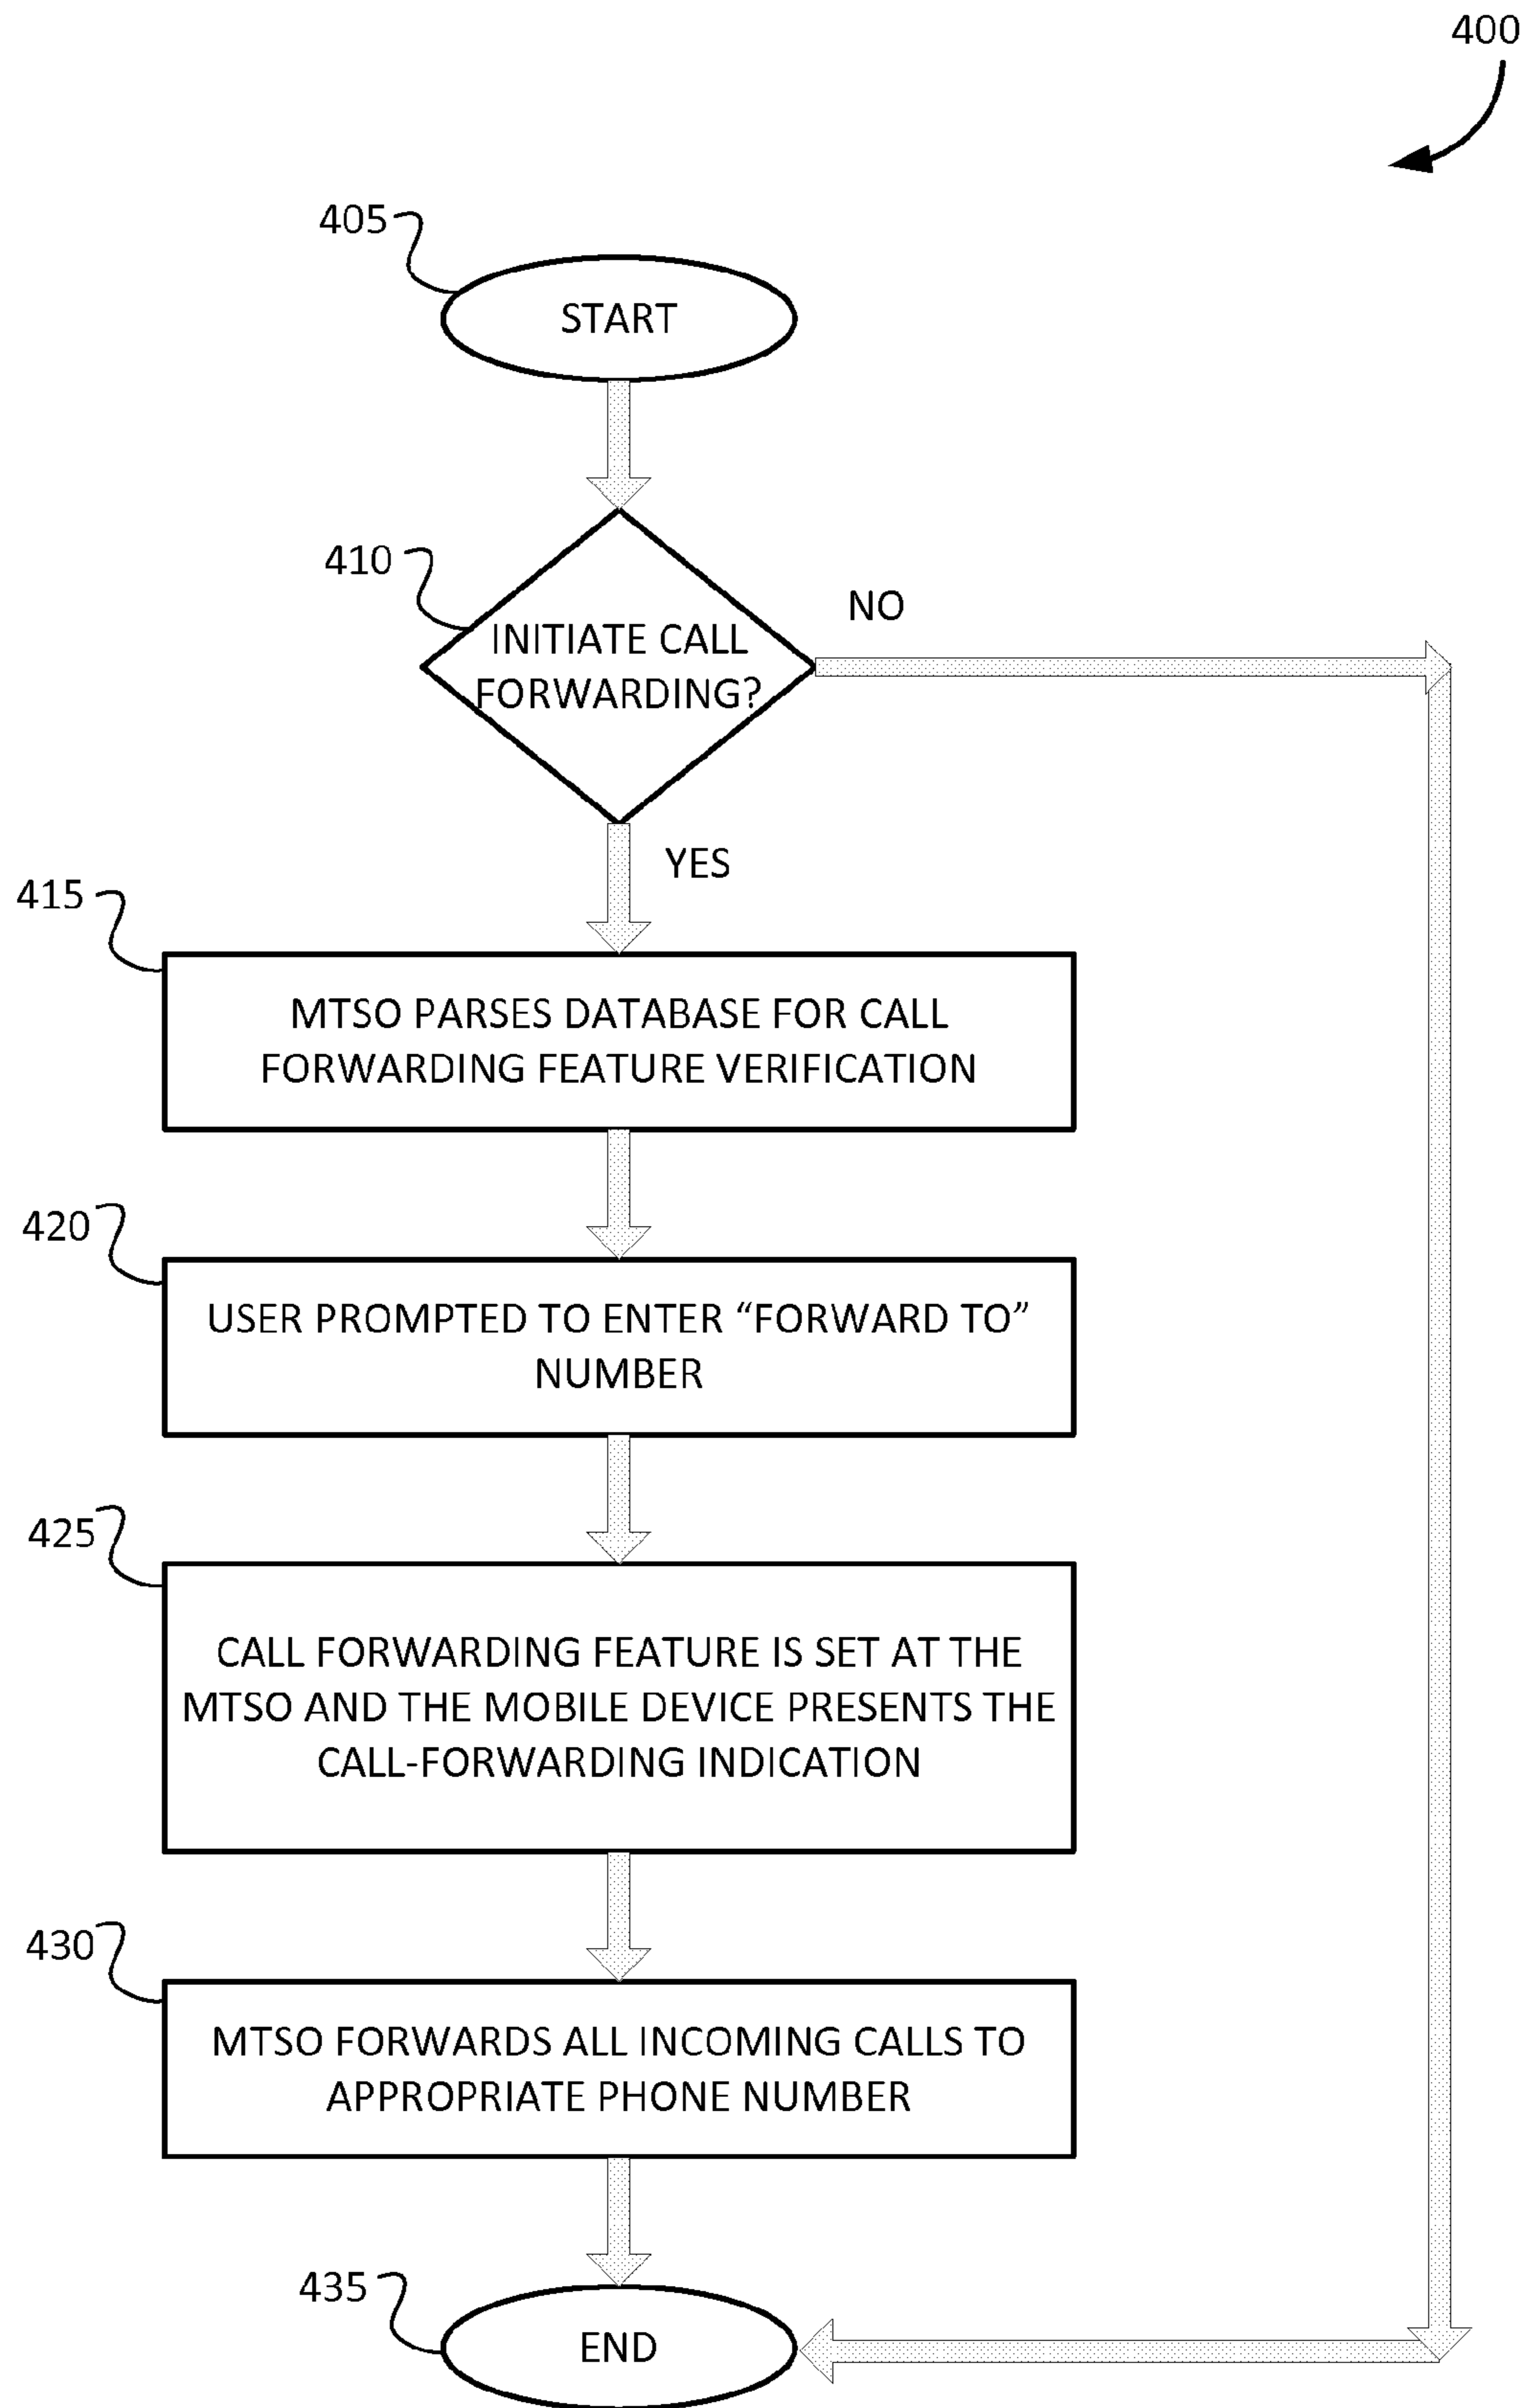 400
405
START
410
INITIATE CALL
FORWARDING?
NO
YES
415
MTSO PARSES DATABASE FOR CALL
FORWARDING FEATURE VERIFICATION
420
USER PROMPTED TO ENTER “FORWARD TO”
NUMBER
425
CALL FORWARDING FEATURE IS SET AT THE
MTSO AND THE MOBILE DEVICE PRESENTS THE
CALL-FORWARDING INDICATION
430
MTSO FORWARDS ALL INCOMING CALLS TO
APPROPRIATE PHONE NUMBER
435
END